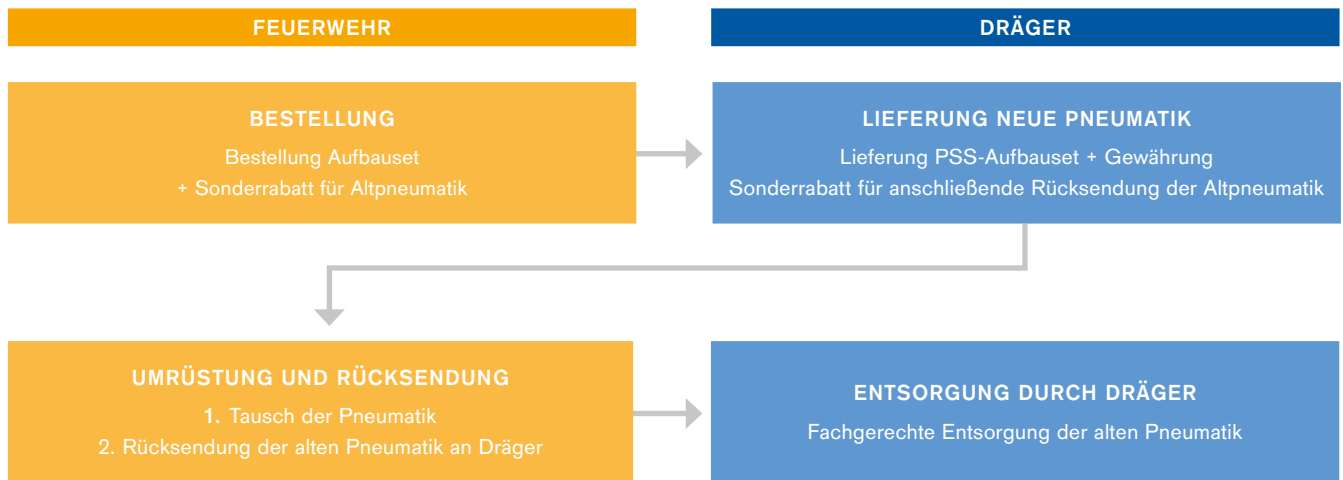 FEUERWEHR
DRÄGER
BESTELLUNG
Bestellung Aufbauset
+ Sonderrabatt für Altpneumatik
LIEFERUNG NEUE PNEUMATIK
Lieferung PSS-Aufbauset + Gewährung
Sonderrabatt für anschließende Rücksendung der Altpneumatik
UMRÜSTUNG UND RÜCKSENDUNG
1. Tausch der Pneumatik
2. Rücksendung der alten Pneumatik an Dräger
ENTSORGUNG DURCH DRÄGER
Fachgerechte Entsorgung der alten Pneumatik